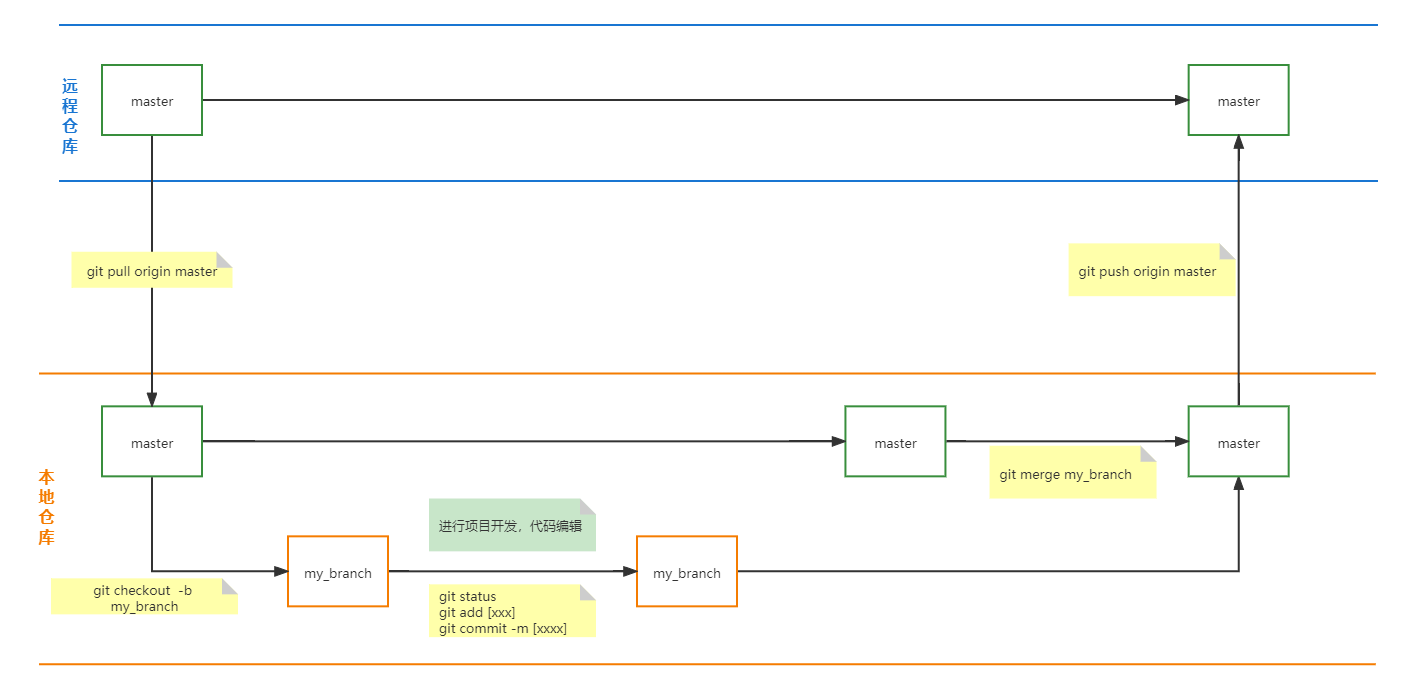 远程仓库
master
master
git pull origin master
git push origin master
本地仓库
master
master
master
git merge my_branch
进行项目开发，代码编辑
my_branch
my_branch
git checkout  -b
my_branch
git status
git add [xxx]
git commit -m [xxxx]